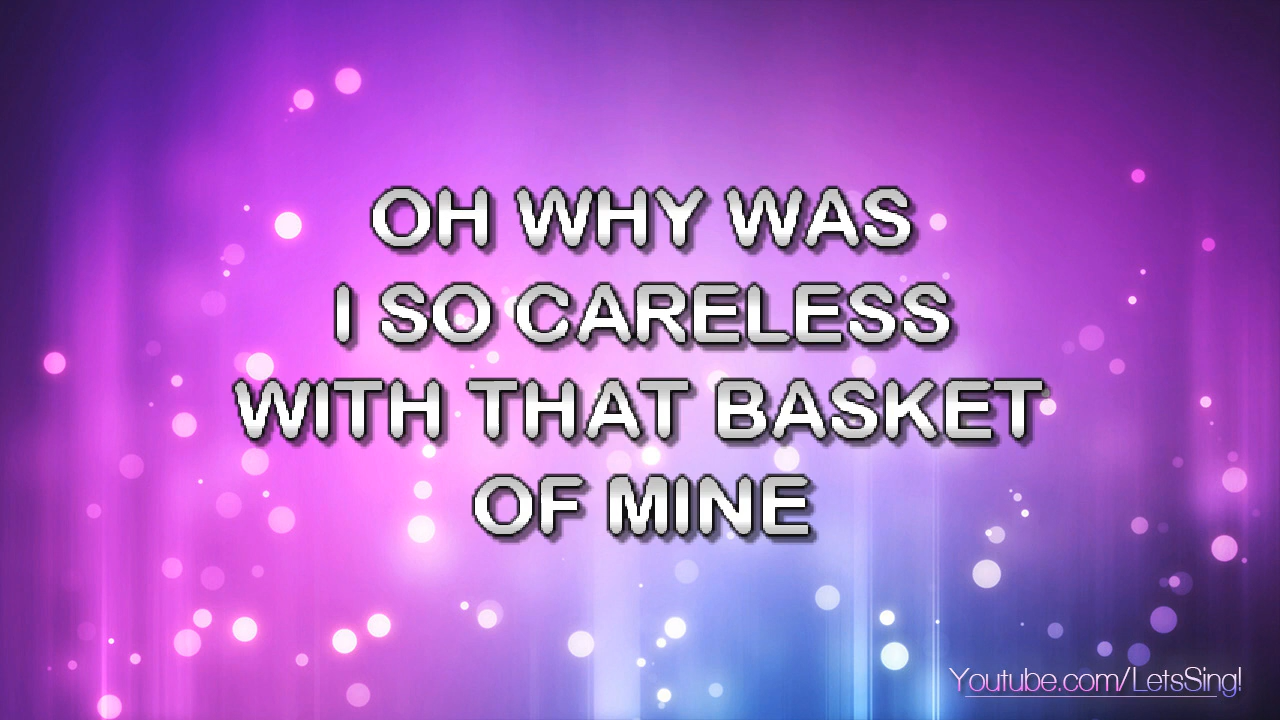 OH WHY WAS
I SO CARELESS
WITH THAT BASKET
OF MINE
Youtube.com/LetsSing!